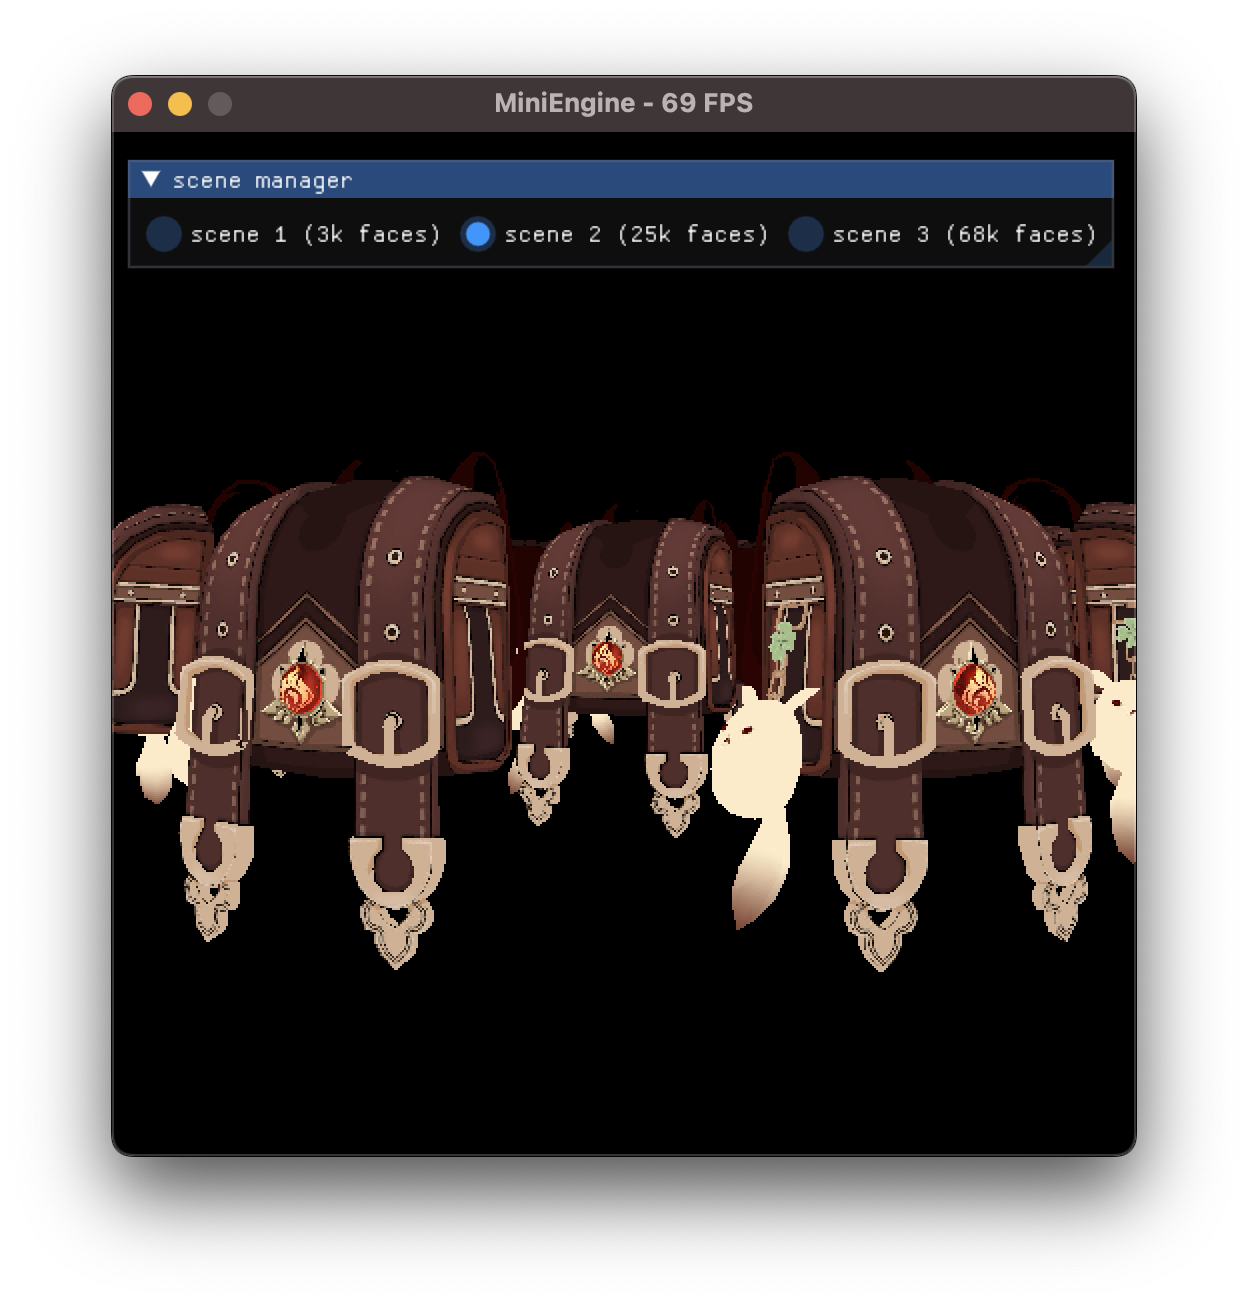 MiniEngine - 69 FPS
scene manager
scene 1 (3k faces) scene 2 (25k faces) scene 3 (68k faces)